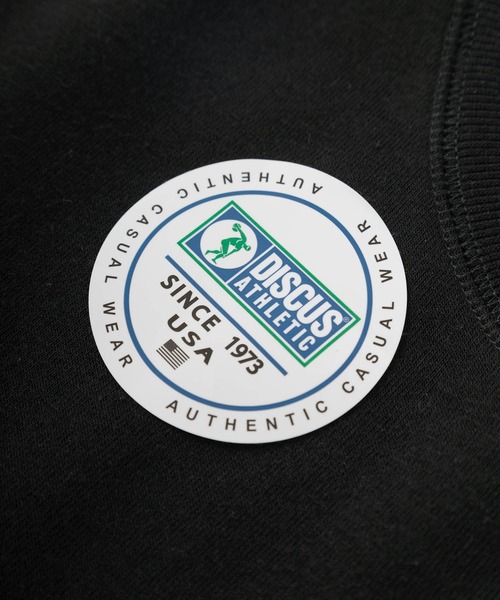 DISCUS®
ATHLETIC
SINCE 1973
USA
AUTHENTIC CASUAL WEAR
AUTHENTIC CASUAL WEAR